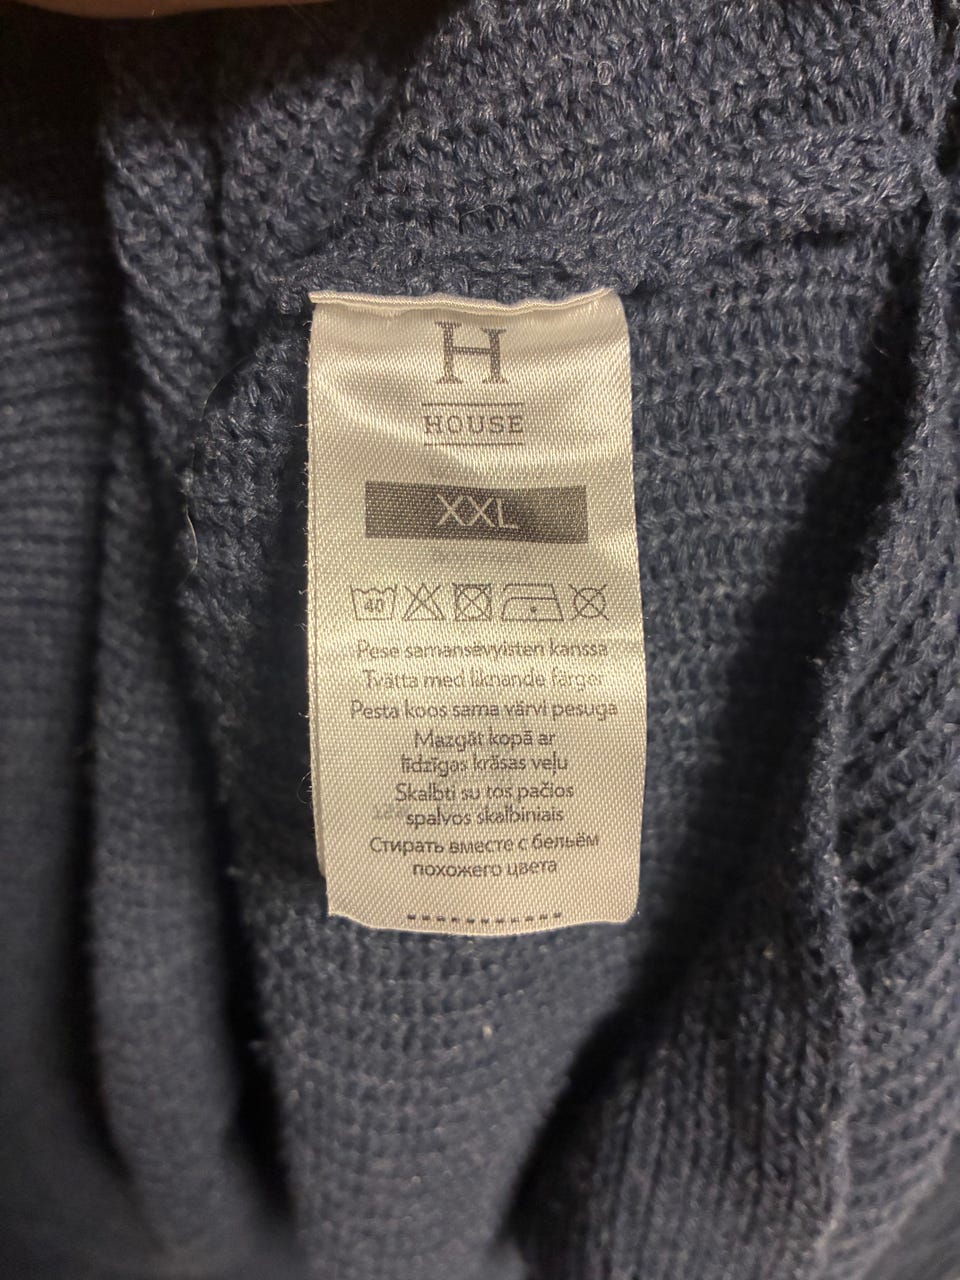 H
HOUSE
XXL
40
Pese samansävyisten kanssa
Tvätta med liknande färger
Pesta koos sama värvi pesuga
Mazgāt kopā ar
līdzīgas krāsas veļu
Skalbti su tos pačios
spalvos skalbiniais
Стирать вместе с бельём
похожего цвета